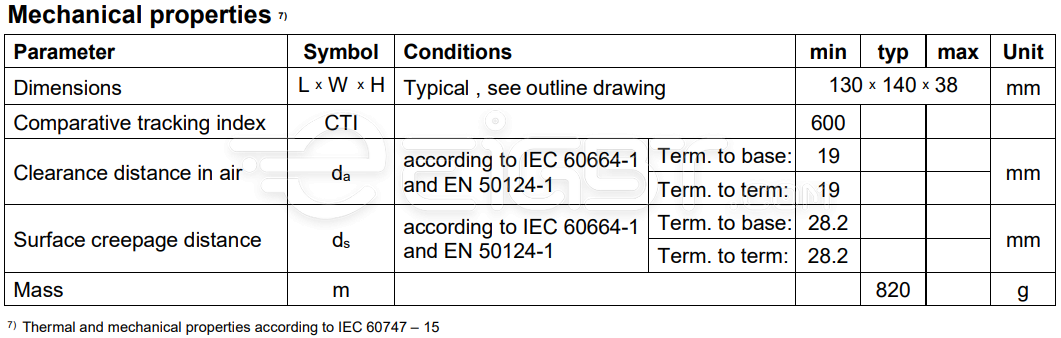 Mechanical properties 7)
Parameter Symbol Conditions min typ max Unit
Dimensions L x W x H Typical , see outline drawing 130 x 140 x 38 mm
Comparative tracking index CTI 600
Clearance distance in air da according to IEC 60664-1 and EN 50124-1 Term. to base: 19 mm
Term. to term: 19
Surface creepage distance ds according to IEC 60664-1 and EN 50124-1 Term. to base: 28.2 mm
Term. to term: 28.2
Mass m 820 g
7) Thermal and mechanical properties according to IEC 60747 – 15